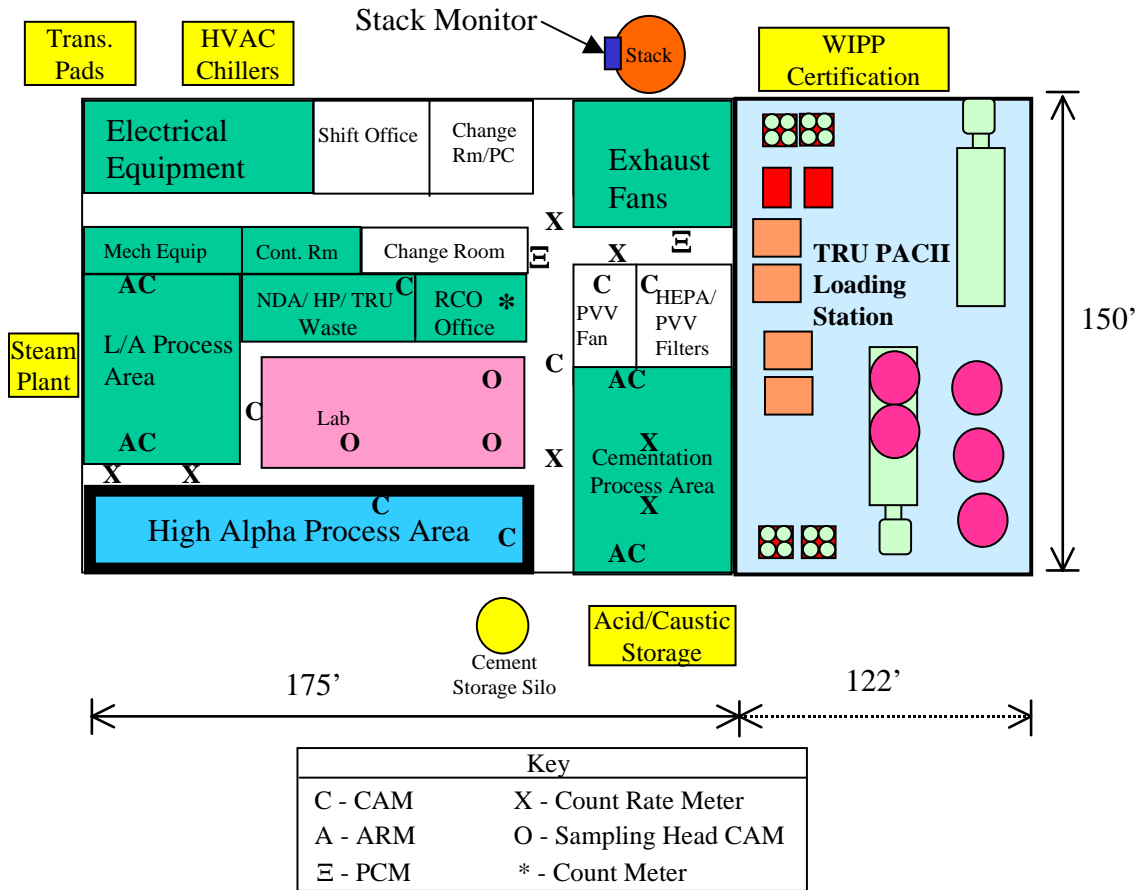 Stack Monitor
Trans.
Pads
HVAC
Chillers
Stack
WIPP
Certification
Electrical
Equipment
Shift Office
Change
Rm/PC
Exhaust
Fans
X
X
Ξ
Ξ
Mech Equip
Cont. Rm
Change Room
TRU PACII
Loading
Station
150’
AC
NDA/ HP/ TRU
Waste
C
RCO
Office
*
C
PVV
Fan
C
HEPA/
PVV
Filters
L/A Process
Area
Steam
Plant
C
AC
O
C
Lab
O
O
AC
X
X
X
X
Cementation
Process Area
X
C
High Alpha Process Area
C
AC
Cement
Storage Silo
Acid/Caustic
Storage
175’
122’
Key
C - CAM
X - Count Rate Meter
A - ARM
O - Sampling Head CAM
Ξ - PCM
* - Count Meter